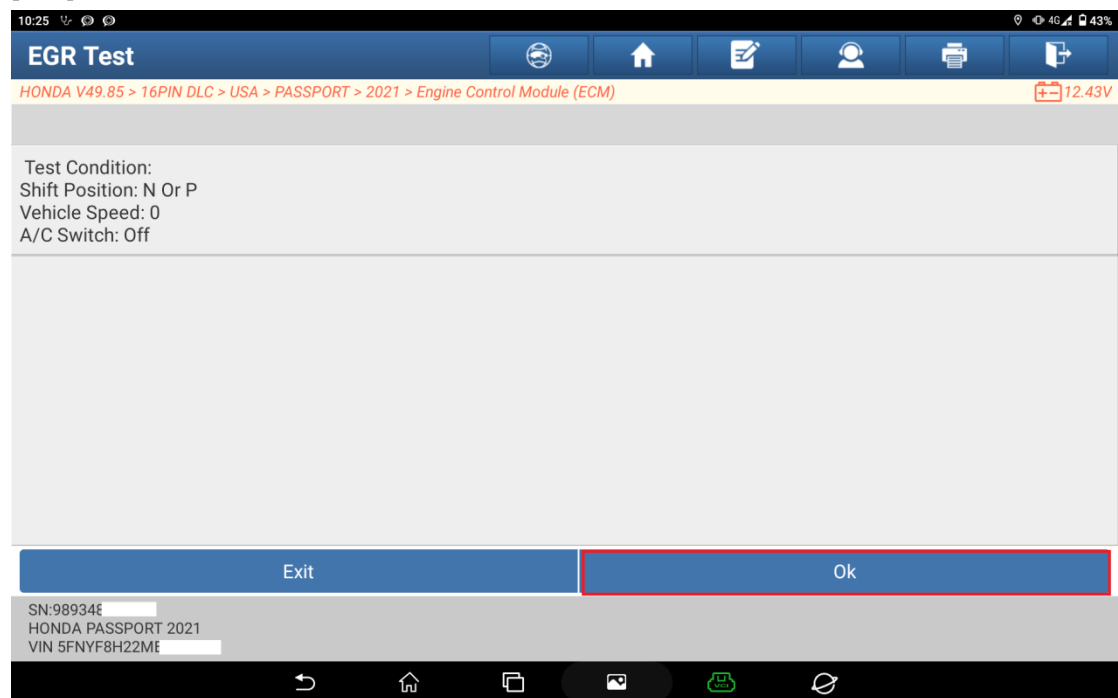 10:25
4G 43%
EGR Test
HONDA V49.85 > 16PIN DLC > USA > PASSPORT > 2021 > Engine Control Module (ECM)
12.43V
Test Condition:
Shift Position: N Or P
Vehicle Speed: 0
A/C Switch: Off
Exit
Ok
SN:989348
HONDA PASSPORT 2021
VIN 5FNYF8H22M
VCI